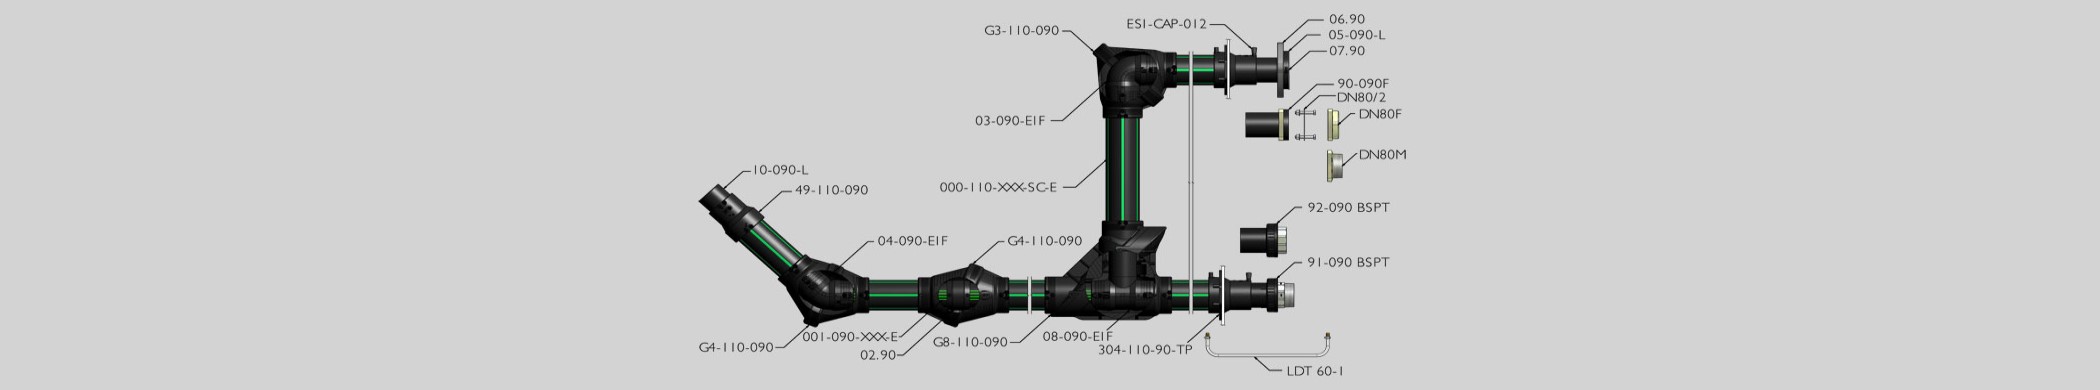 ESI-CAP-012
06.90
G3-110-090
05-090-L
07.90
90-090F
DN80/2
03-090-EIF
DN80F
DN80M
10-090-L
49-110-090
000-110-XXX-SC-E
92-090 BSPT
04-090-EIF
G4-110-090
91-090 BSPT
001-090-XXX-E
08-090-EIF
G8-110-090
G4-110-090
304-110-90-TP
02.90
LDT 60-1